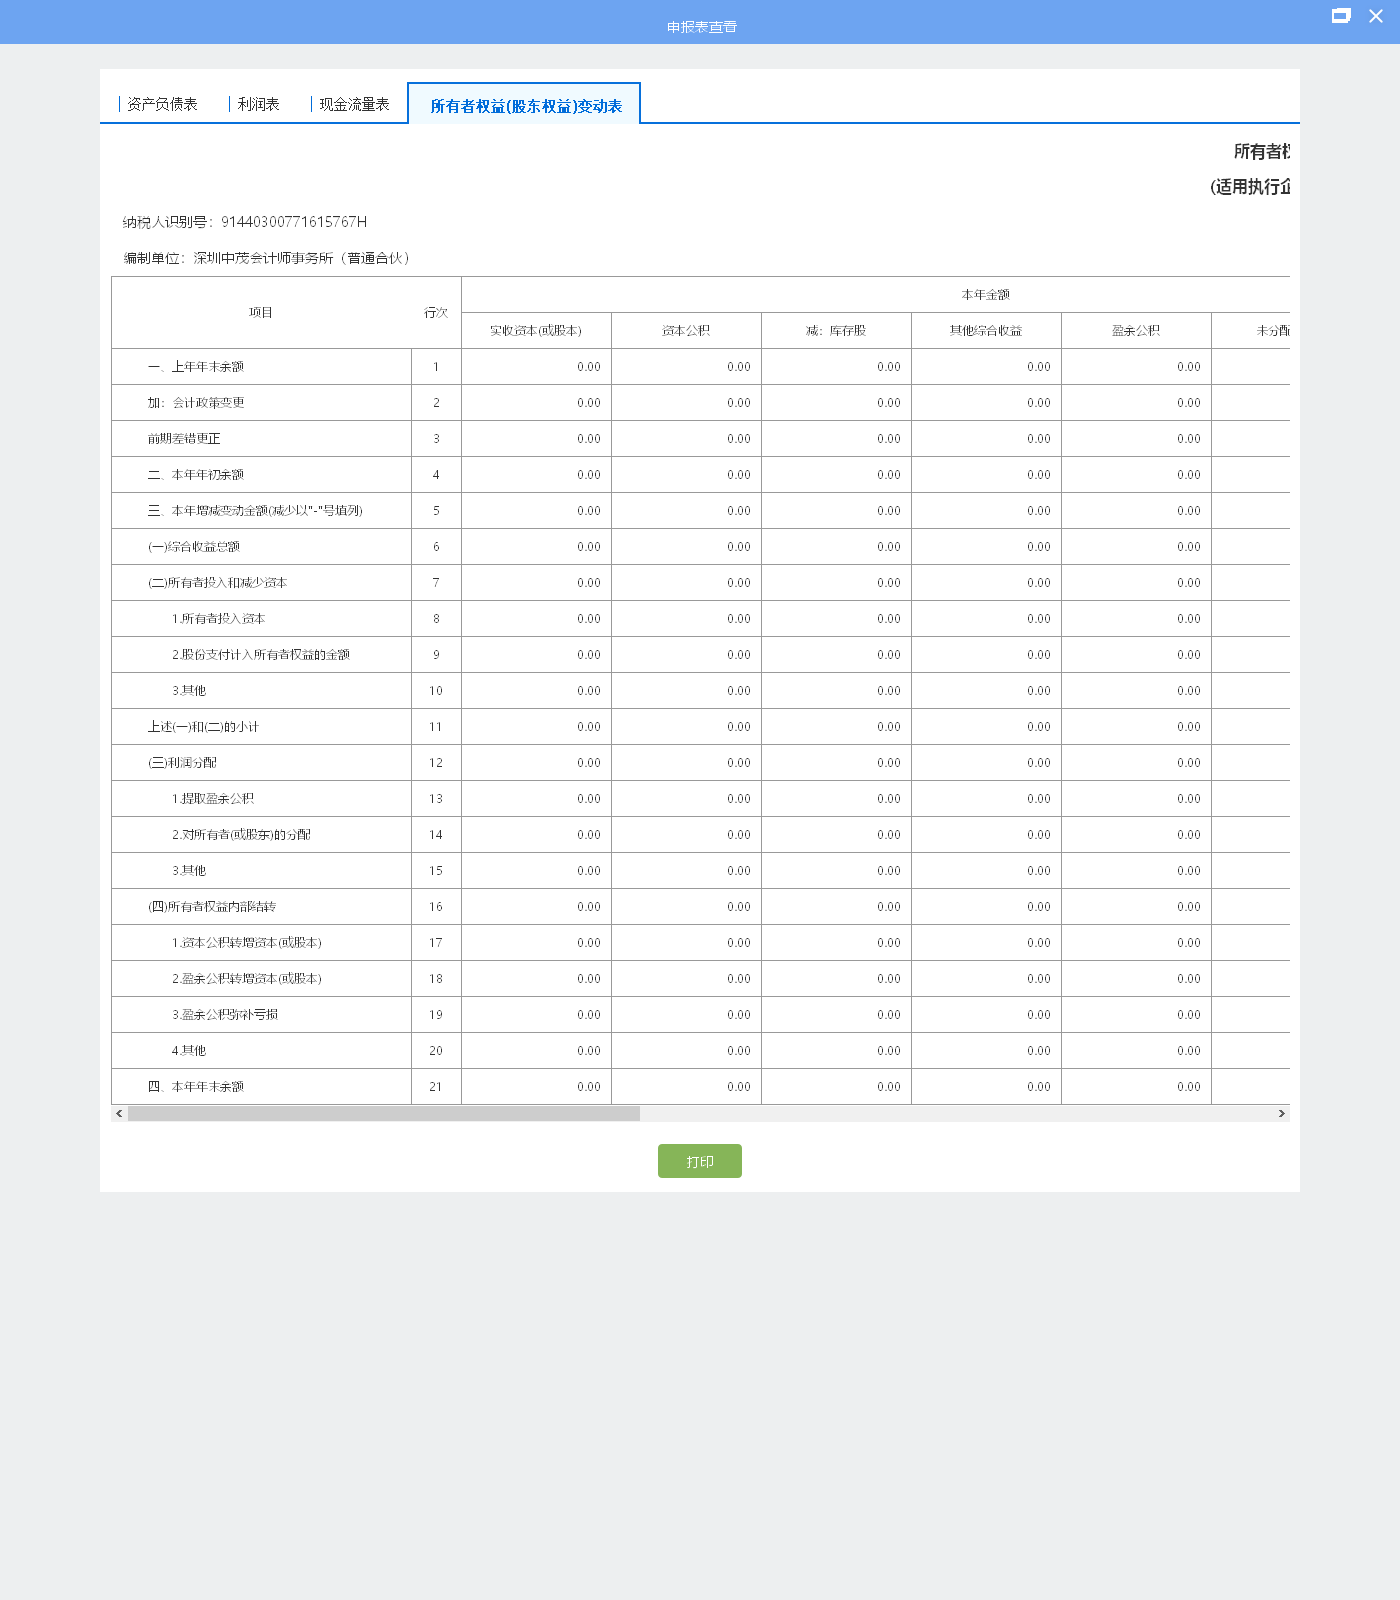 申报表查看
资产负债表 利润表 现金流量表 所有者权益(股东权益)变动表
所有者权
(适用执行企
纳税人识别号：91440300771615767H
编制单位：深圳中茂会计师事务所（普通合伙）
项目 行次 本年金额
实收资本(或股本) 资本公积 减：库存股 其他综合收益 盈余公积 未分配
一、上年年末余额 1 0.00 0.00 0.00 0.00 0.00
加：会计政策变更 2 0.00 0.00 0.00 0.00 0.00
前期差错更正 3 0.00 0.00 0.00 0.00 0.00
二、本年年初余额 4 0.00 0.00 0.00 0.00 0.00
三、本年增减变动金额(减少以"-"号填列) 5 0.00 0.00 0.00 0.00 0.00
(一)综合收益总额 6 0.00 0.00 0.00 0.00 0.00
(二)所有者投入和减少资本 7 0.00 0.00 0.00 0.00 0.00
1.所有者投入资本 8 0.00 0.00 0.00 0.00 0.00
2.股份支付计入所有者权益的金额 9 0.00 0.00 0.00 0.00 0.00
3.其他 10 0.00 0.00 0.00 0.00 0.00
上述(一)和(二)的小计 11 0.00 0.00 0.00 0.00 0.00
(三)利润分配 12 0.00 0.00 0.00 0.00 0.00
1.提取盈余公积 13 0.00 0.00 0.00 0.00 0.00
2.对所有者(或股东)的分配 14 0.00 0.00 0.00 0.00 0.00
3.其他 15 0.00 0.00 0.00 0.00 0.00
(四)所有者权益内部结转 16 0.00 0.00 0.00 0.00 0.00
1.资本公积转增资本(或股本) 17 0.00 0.00 0.00 0.00 0.00
2.盈余公积转增资本(或股本) 18 0.00 0.00 0.00 0.00 0.00
3.盈余公积弥补亏损 19 0.00 0.00 0.00 0.00 0.00
4.其他 20 0.00 0.00 0.00 0.00 0.00
四、本年年末余额 21 0.00 0.00 0.00 0.00 0.00
打印